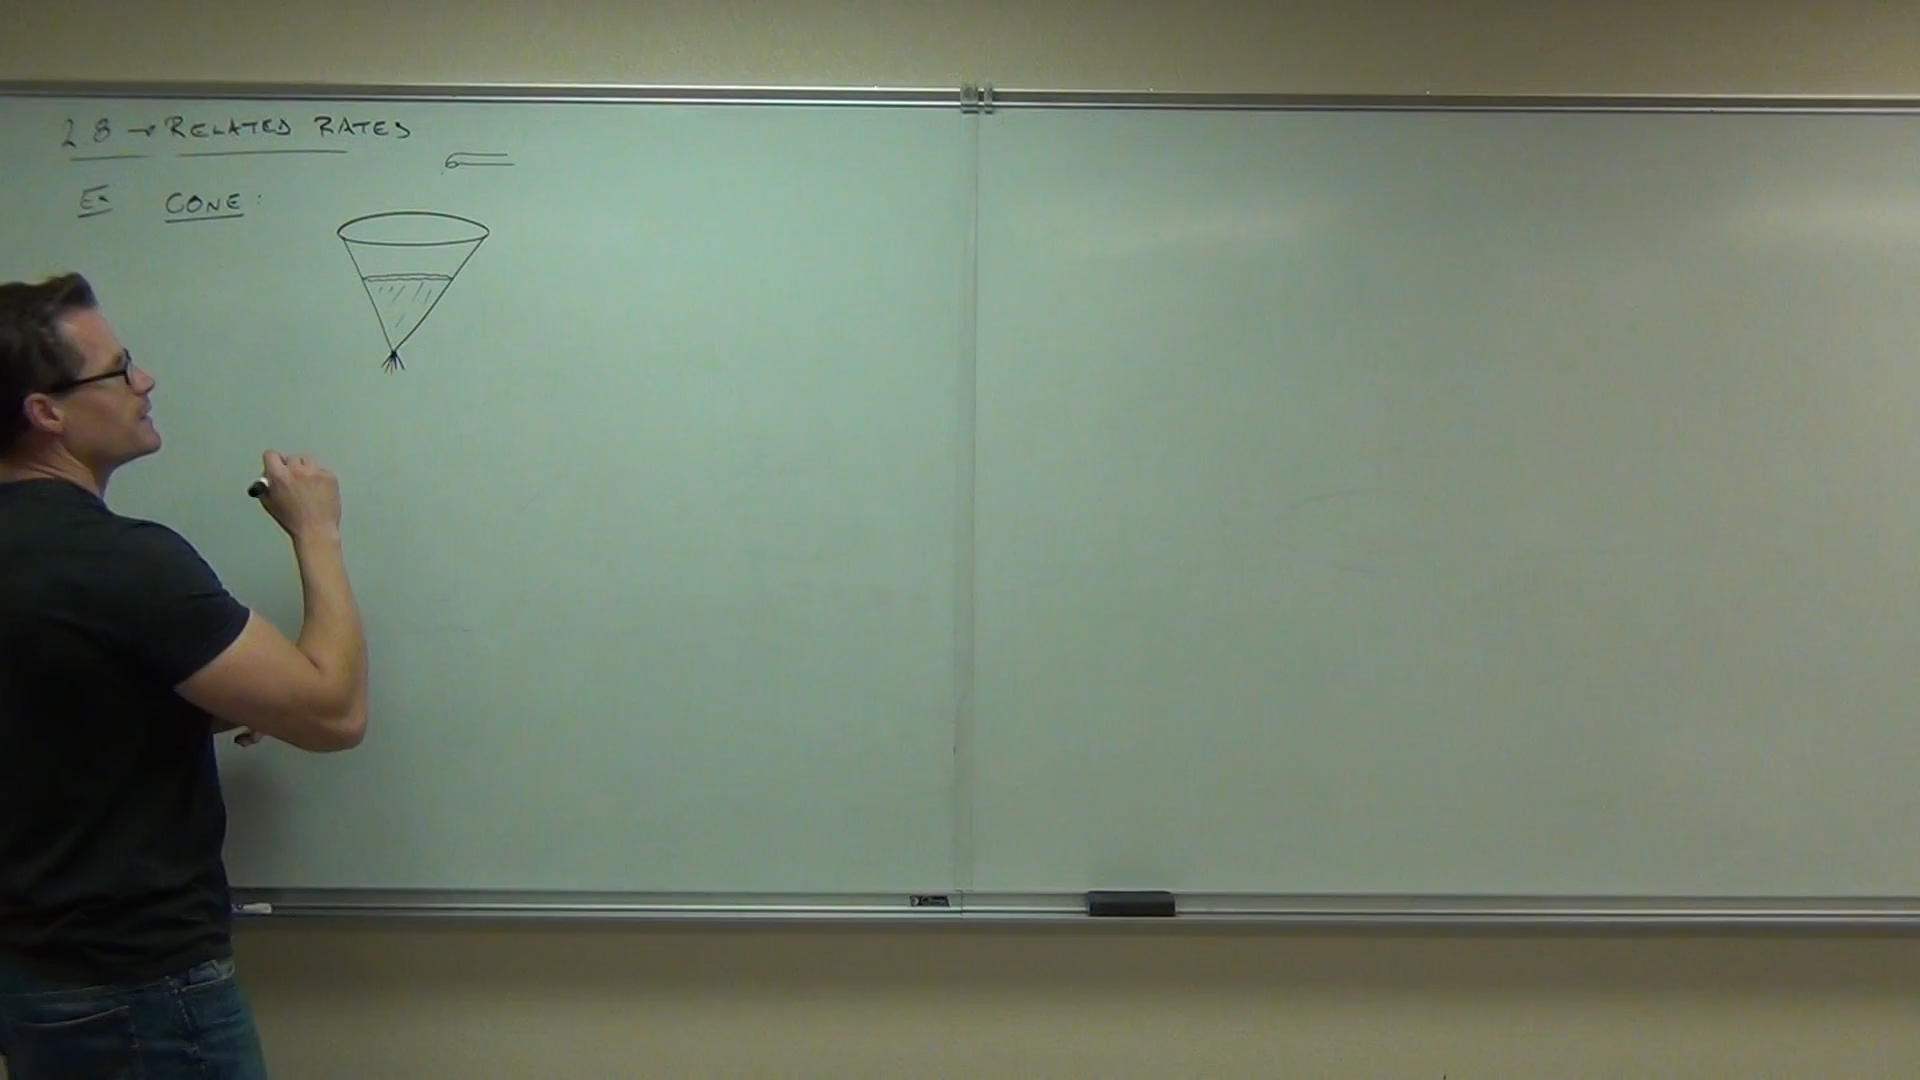 2.8 → RELATED RATES
Ex CONE: